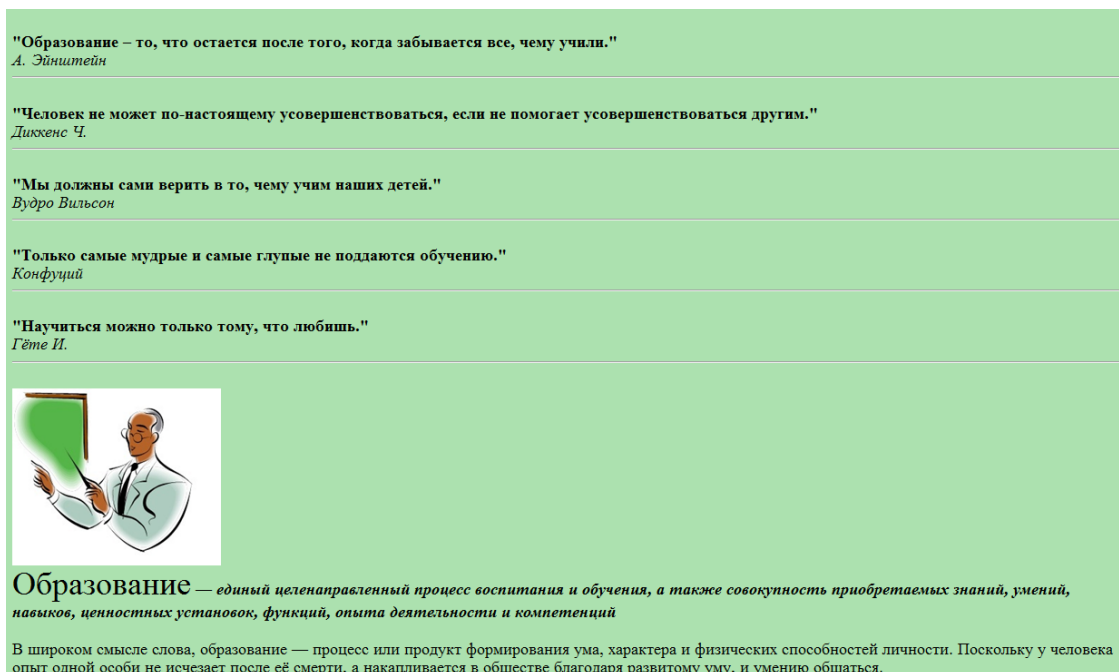 "Образование – то, что остается после того, когда забывается все, чему учили."
А. Эйнштейн
"Человек не может по-настоящему усовершенствоваться, если не помогает усовершенствоваться другим."
Диккенс Ч.
"Мы должны сами верить в то, чему учим наших детей."
Вудро Вильсон
"Только самые мудрые и самые глупые не поддаются обучению."
Конфуций
"Научиться можно только тому, что любишь."
Гёте И.
Образование — единый целенаправленный процесс воспитания и обучения, а также совокупность приобретаемых знаний, умений,
навыков, ценностных установок, функций, опыта деятельности и компетенций
В широком смысле слова, образование — процесс или продукт формирования ума, характера и физических способностей личности. Поскольку у человека
опыт одной особи не исчезает после её смерти, а накапливается в обществе благодаря развитому уму, и умению общаться.